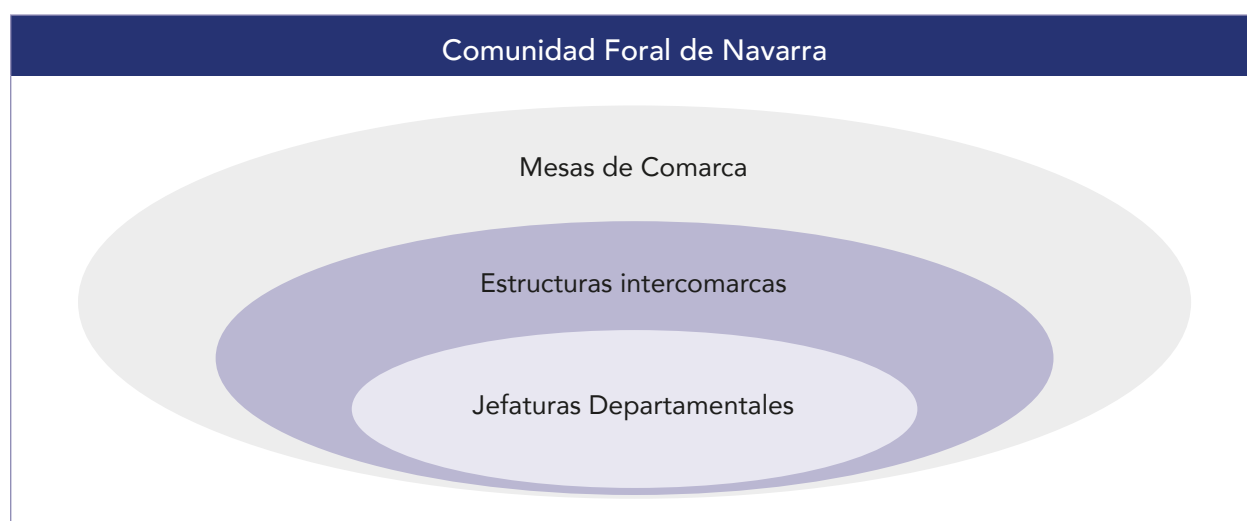 Comunidad Foral de Navarra
Mesas de Comarca
Estructuras intercomarcas
Jefaturas Departamentales